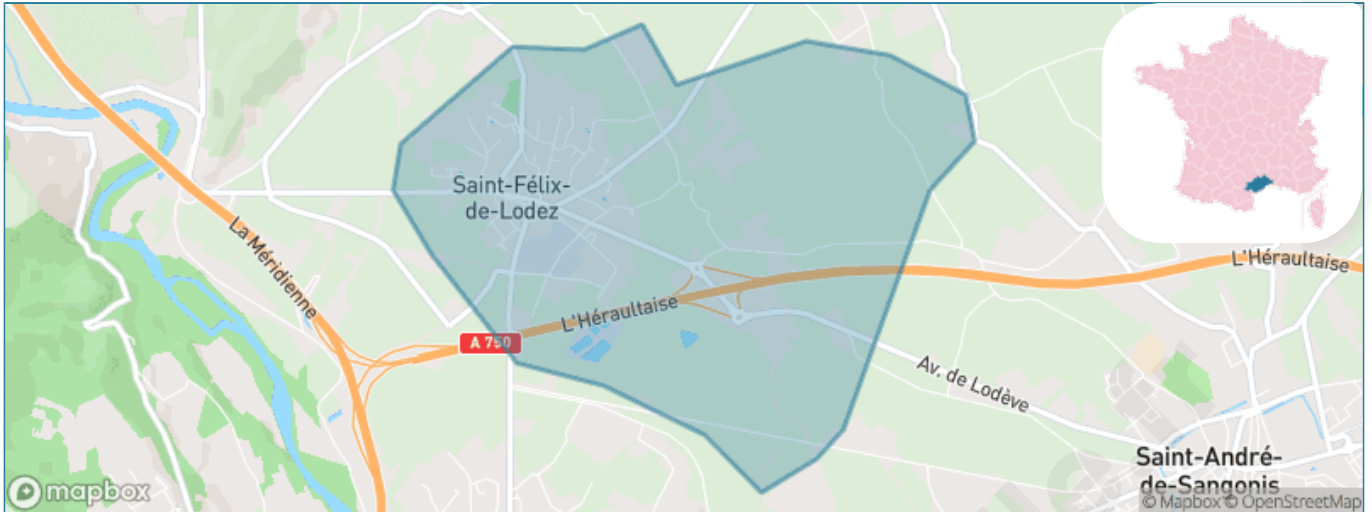 Saint-Félix-
de-Lodez
La Méridienne
L'Héraultaise
L'Héraultaise
A 750
Av. de Lodève
Saint-André-
de-Sangonis
mapbox
© Mapbox © OpenStreetMap